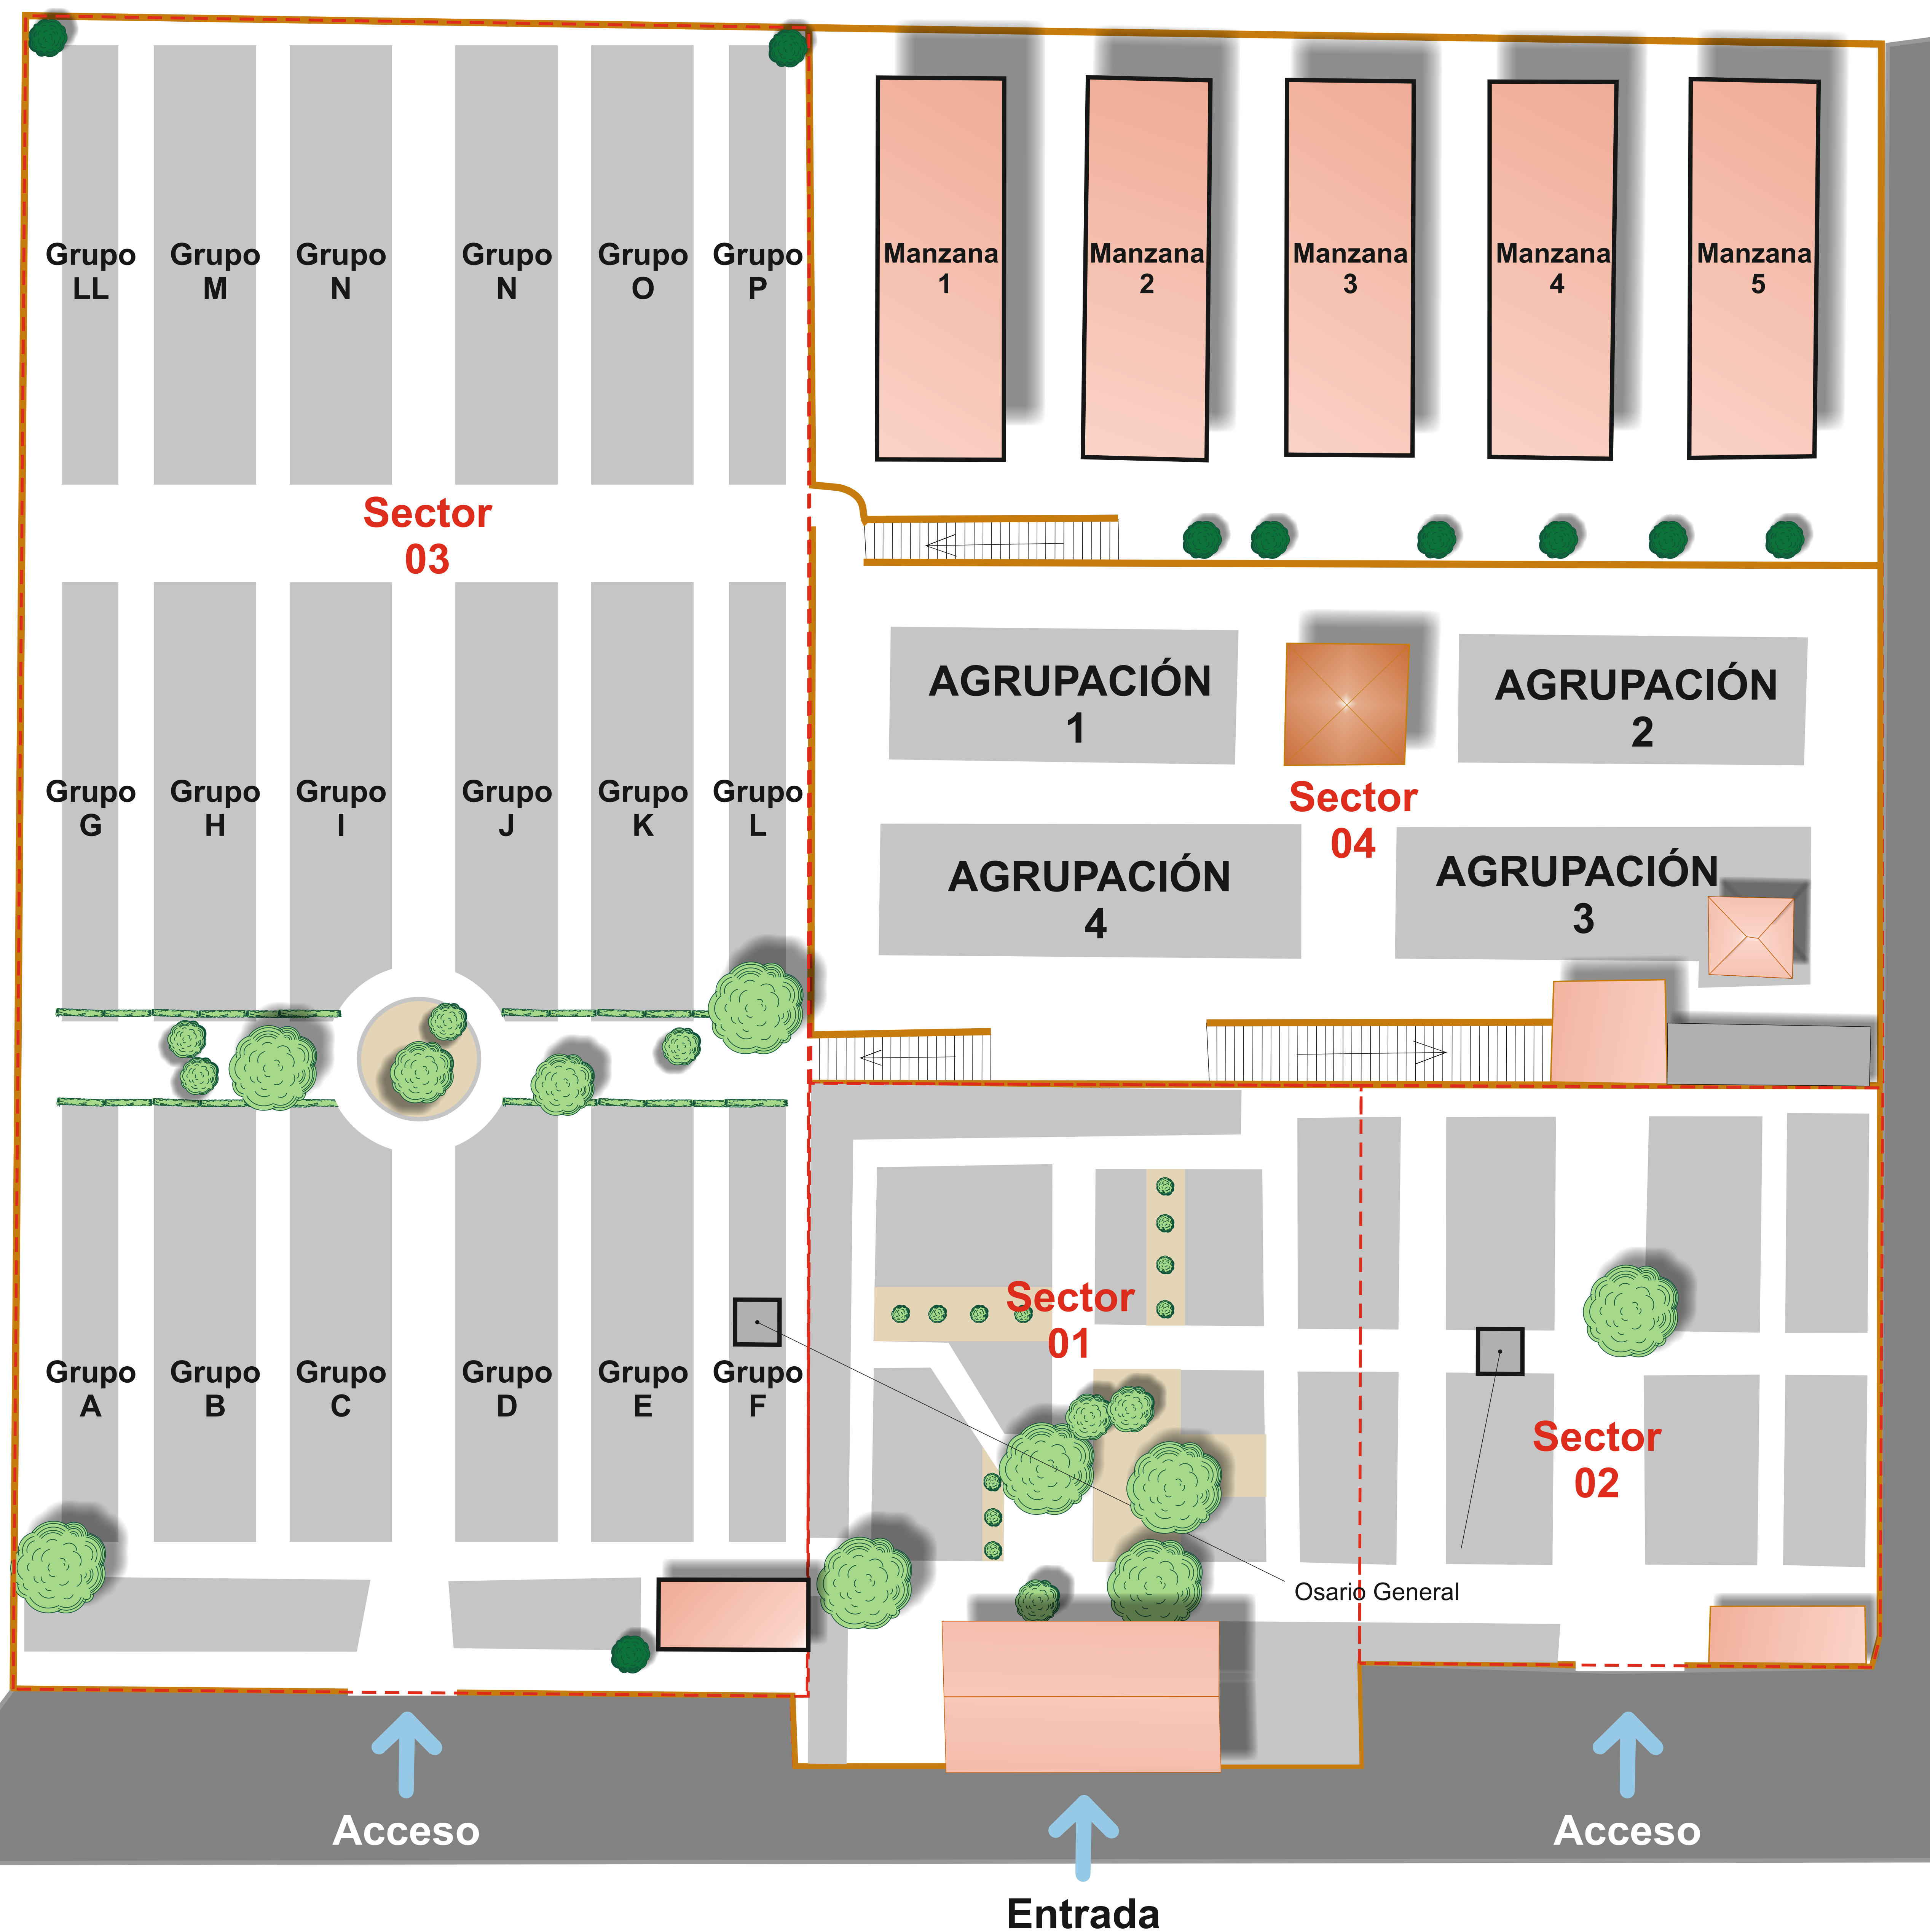 Grupo
LL
Grupo
M
Grupo
N
Grupo
N
Grupo
O
Grupo
P
Manzana
1
Manzana
2
Manzana
3
Manzana
4
Manzana
5
Sector
03
AGRUPACIÓN
1
AGRUPACIÓN
2
Sector
04
Grupo
G
Grupo
H
Grupo
I
Grupo
J
Grupo
K
Grupo
L
AGRUPACIÓN
4
AGRUPACIÓN
3
Sector
01
Grupo
A
Grupo
B
Grupo
C
Grupo
D
Grupo
E
Grupo
F
Sector
02
Osario General
Acceso
Acceso
Entrada